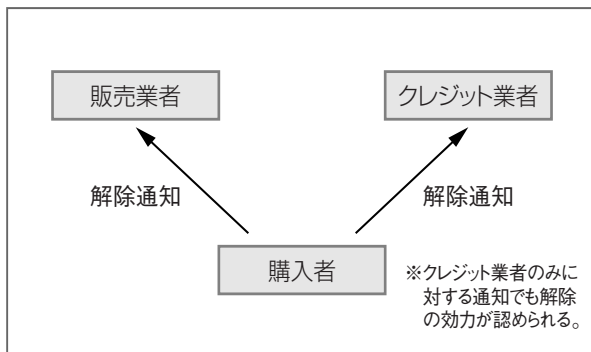 販売業者
クレジット業者
解除通知
解除通知
購入者
※クレジット業者のみに
対する通知でも解除
の効力が認められる。